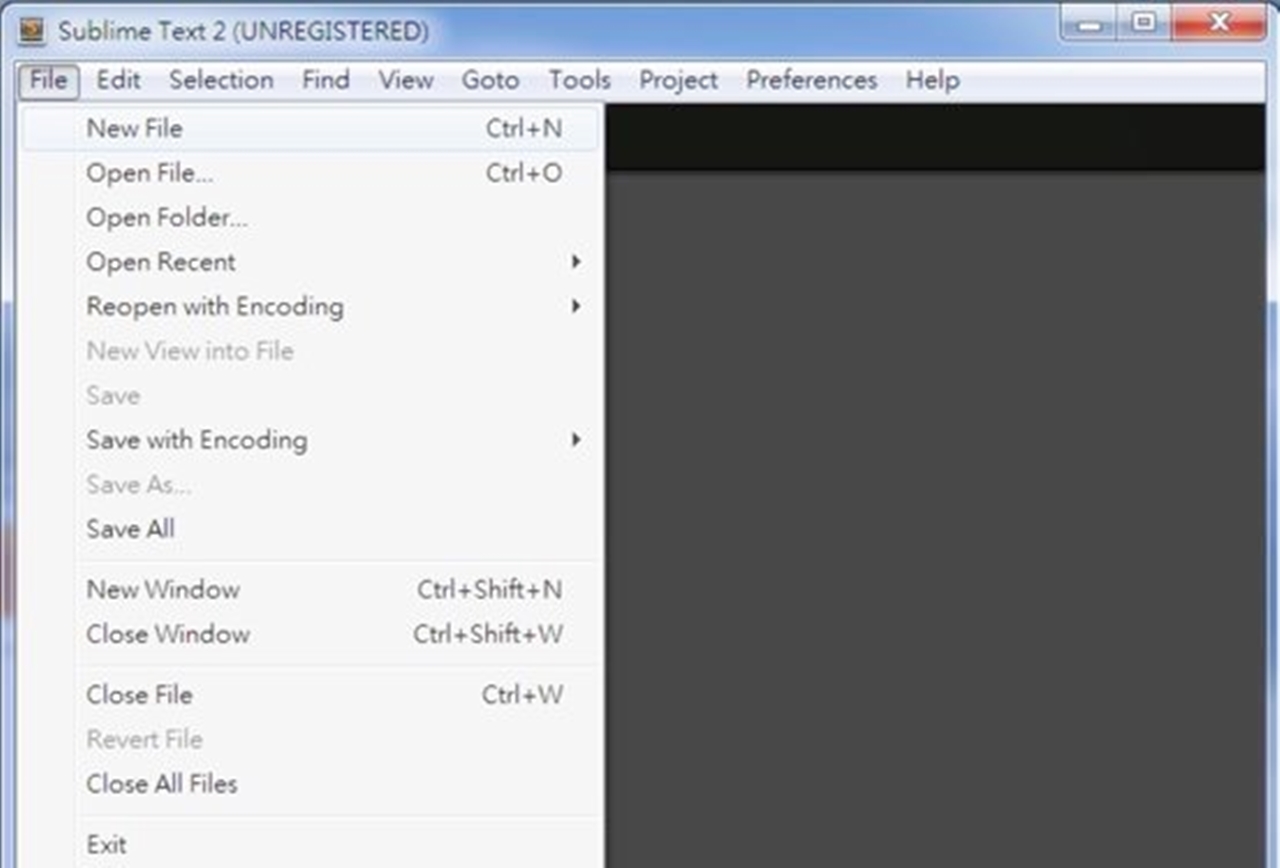 Sublime Text 2 (UNREGISTERED)
File Edit Selection Find View Goto Tools Project Preferences Help
New File Ctrl+N
Open File... Ctrl+O
Open Folder...
Open Recent
Reopen with Encoding
New View into File
Save
Save with Encoding
Save As...
Save All
New Window Ctrl+Shift+N
Close Window Ctrl+Shift+W
Close File Ctrl+W
Revert File
Close All Files
Exit